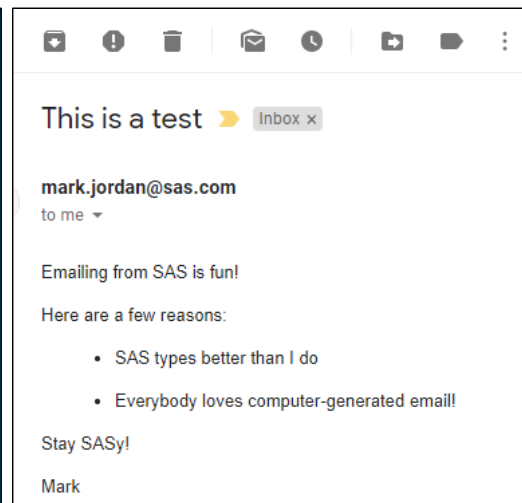 This is a test
Inbox ×
mark.jordan@sas.com
to me
Emailing from SAS is fun!
Here are a few reasons:
• SAS types better than I do
• Everybody loves computer-generated email!
Stay SASy!
Mark